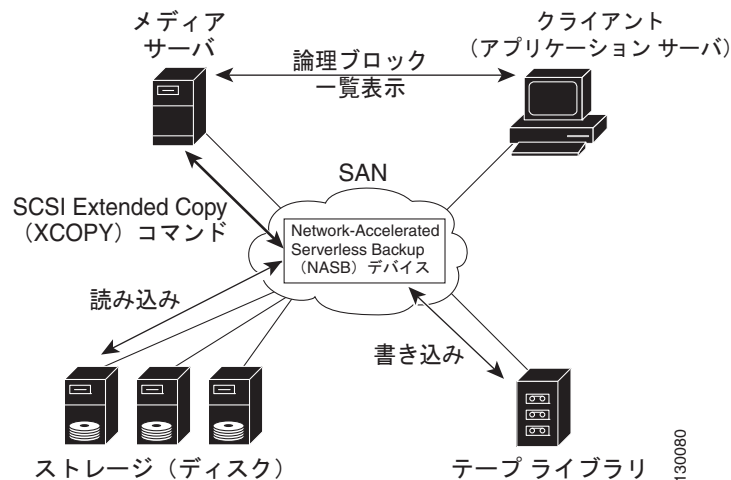 メディア
サーバ
クライアント
（アプリケーション サーバ）
論理ブロック
一覧表示
SAN
SCSI Extended Copy
（XCOPY）コマンド
Network-Accelerated
Serverless Backup
（NASB）デバイス
読み込み
書き込み
ストレージ（ディスク）
テープ ライブラリ
130080